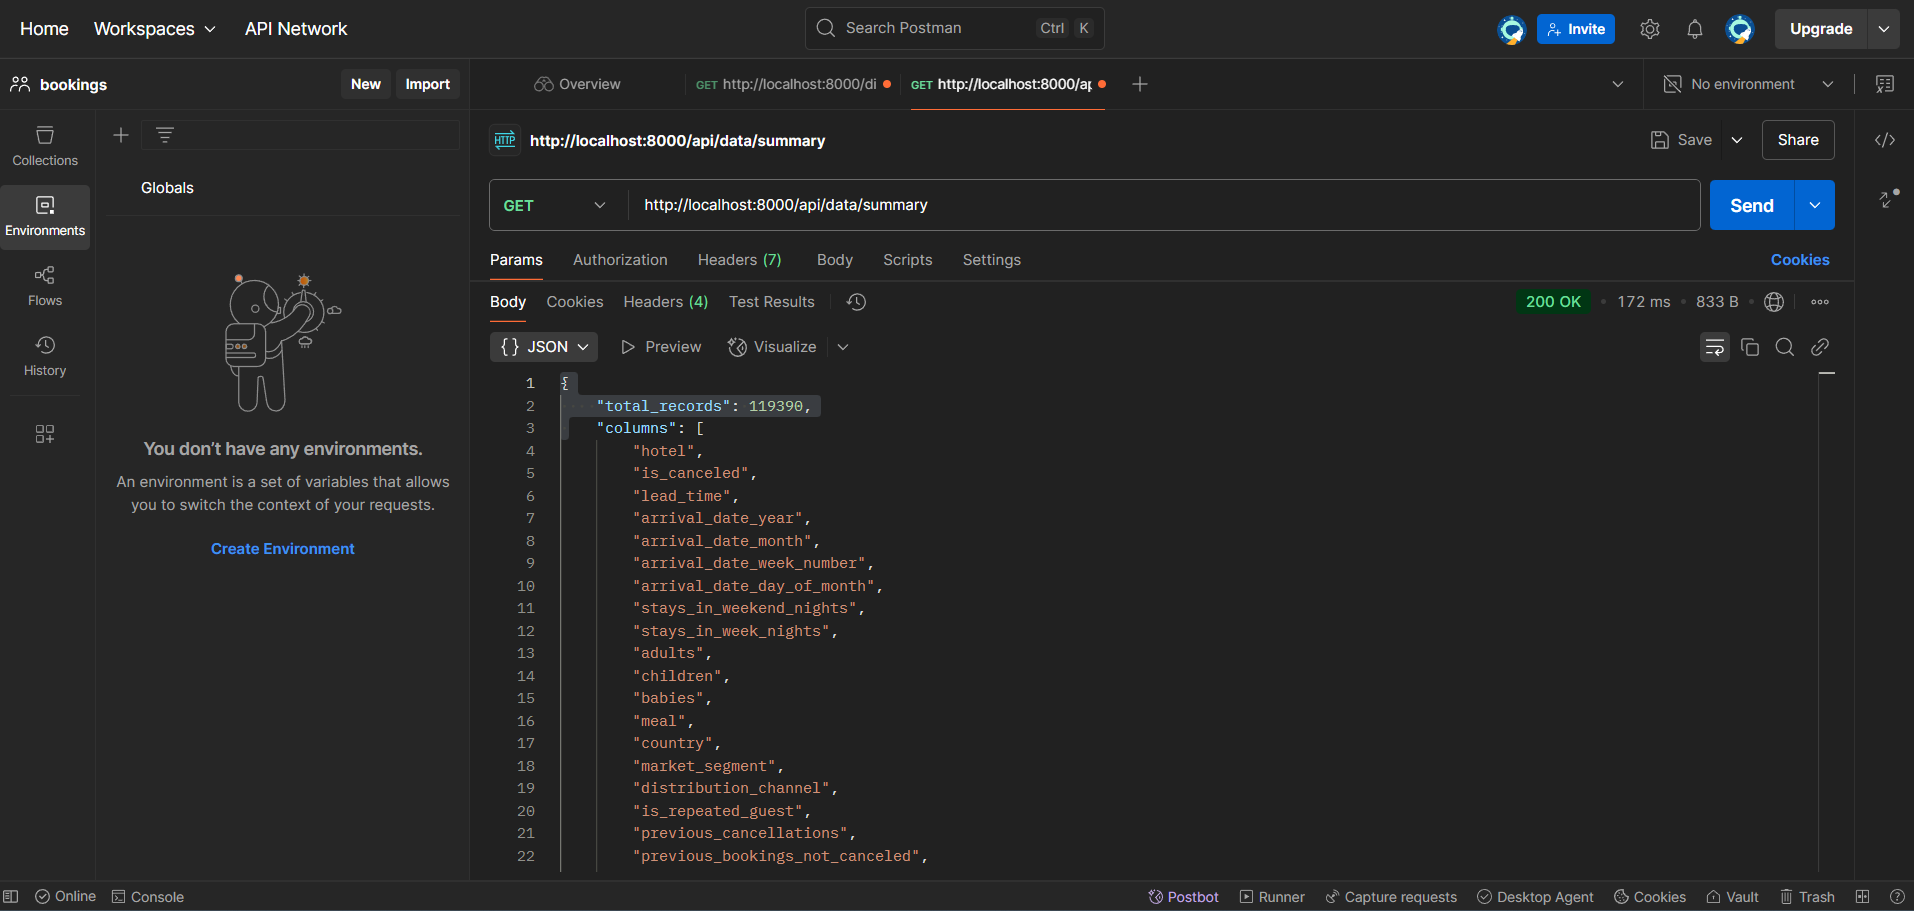 Home Workspaces API Network Search Postman Ctrl K Invite Upgrade
bookings New Import Overview GET http://localhost:8000/di GET http://localhost:8000/ap No environment
Collections
Environments
Flows
History
Globals
You don't have any environments.
An environment is a set of variables that allows
you to switch the context of your requests.
Create Environment
HTTP http://localhost:8000/api/data/summary Save Share
GET http://localhost:8000/api/data/summary Send
Params Authorization Headers (7) Body Scripts Settings Cookies
Body Cookies Headers (4) Test Results 200 OK 172 ms 833 B
{} JSON Preview Visualize
1 {
2 "total_records": 119390,
3 "columns": [
4 "hotel",
5 "is_canceled",
6 "lead_time",
7 "arrival_date_year",
8 "arrival_date_month",
9 "arrival_date_week_number",
10 "arrival_date_day_of_month",
11 "stays_in_weekend_nights",
12 "stays_in_week_nights",
13 "adults",
14 "children",
15 "babies",
16 "meal",
17 "country",
18 "market_segment",
19 "distribution_channel",
20 "is_repeated_guest",
21 "previous_cancellations",
22 "previous_bookings_not_canceled",
Online Console Postbot Runner Capture requests Desktop Agent Cookies Vault Trash